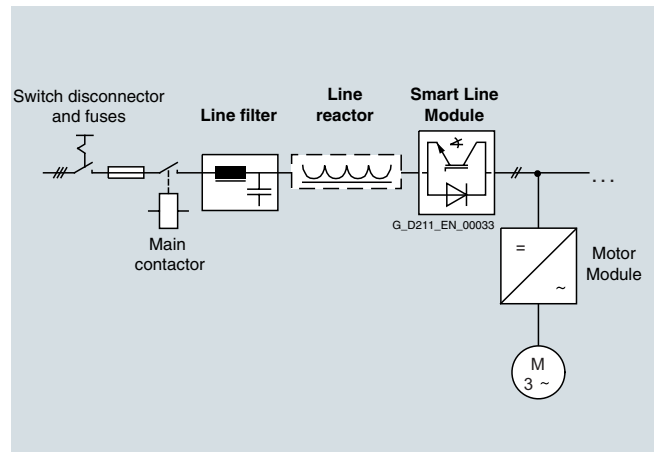 Switch disconnector
and fuses
Line filter
Line
reactor
Smart Line
Module
G_D211_EN_00033
Main
contactor
=
~
Motor
Module
M
3 ~
...